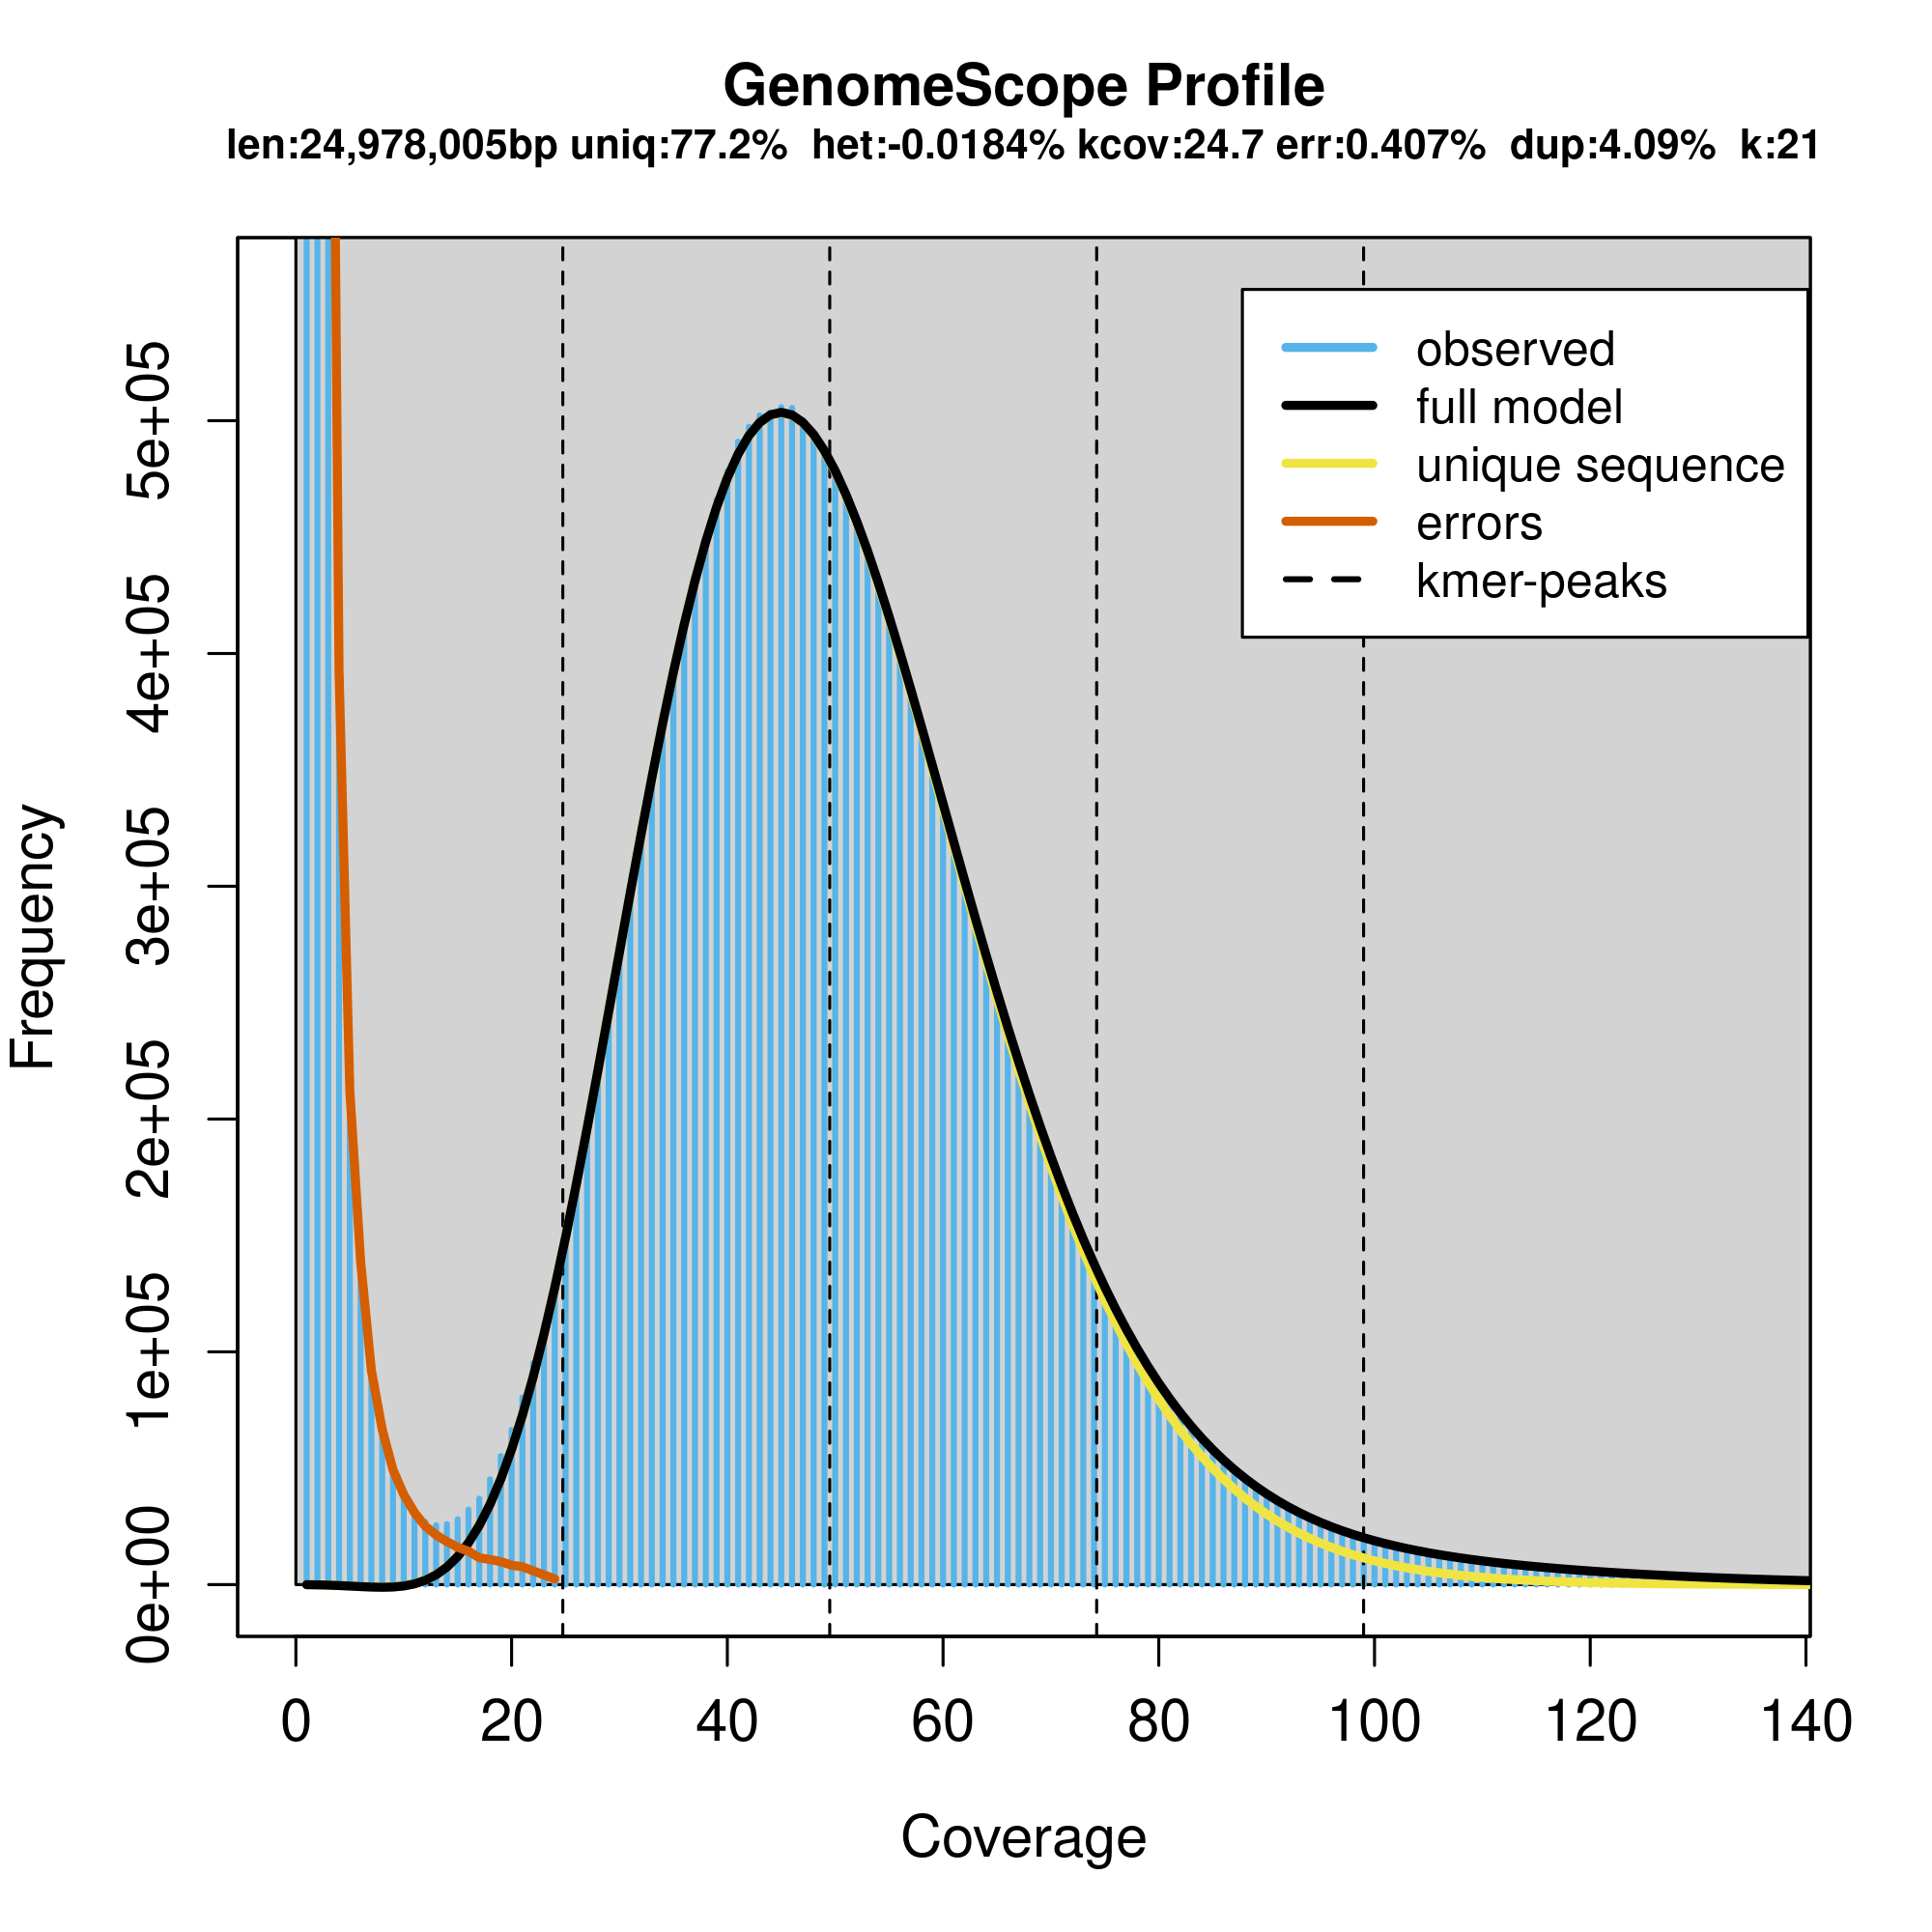 GenomeScope Profile
len:24,978,005bp uniq:77.2% het:-0.0184% kcov:24.7 err:0.407% dup:4.09% k:21
observed
full model
unique sequence
errors
kmer-peaks
Frequency
5e+05
4e+05
3e+05
2e+05
1e+05
0e+00
0 20 40 60 80 100 120 140
Coverage